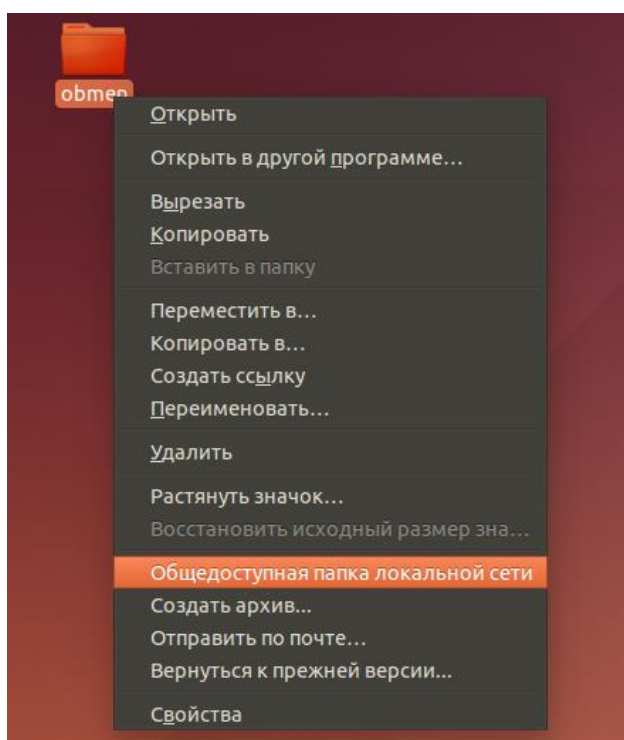 obmen
Открыть
Открыть в другой программе…
Вырезать
Копировать
Вставить в папку
Переместить в…
Копировать в…
Создать ссылку
Переименовать…
Удалить
Растянуть значок…
Восстановить исходный размер зна…
Общедоступная папка локальной сети
Создать архив...
Отправить по почте…
Вернуться к прежней версии...
Свойства